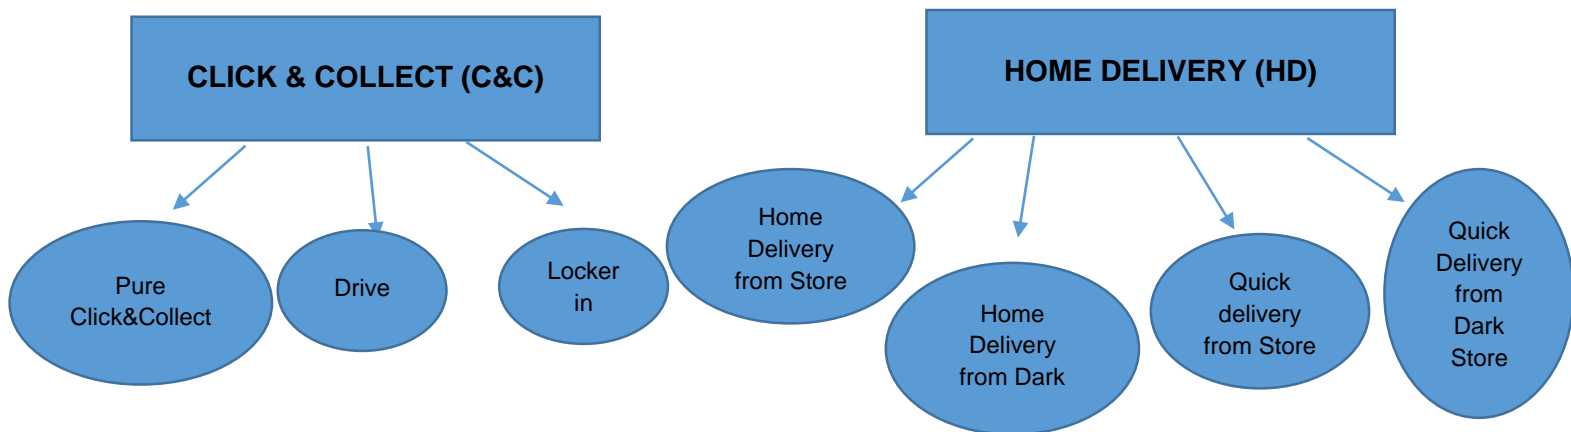 CLICK & COLLECT (C&C)
HOME DELIVERY (HD)
Pure
Click&Collect
Drive
Locker
in
Home
Delivery
from Store
Home
Delivery
from Dark
Quick
delivery
from Store
Quick
Delivery
from
Dark
Store